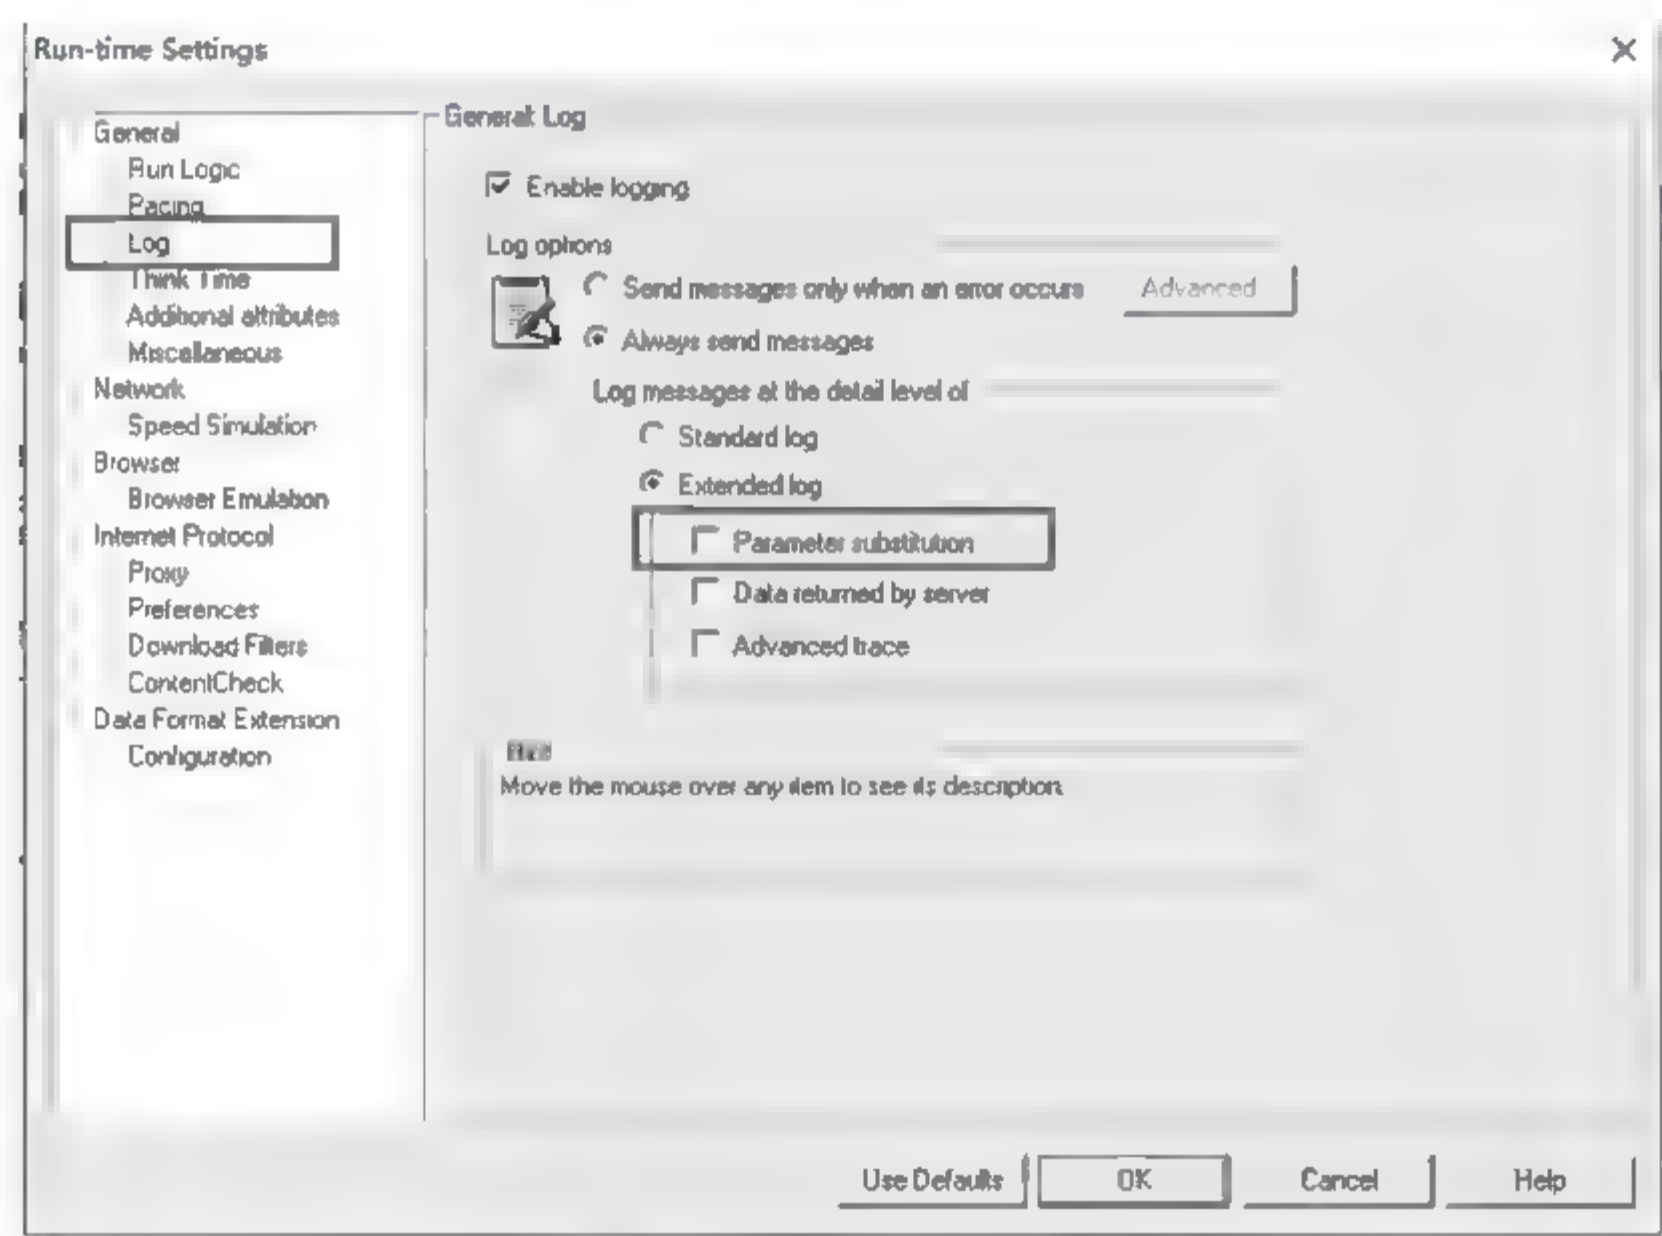 Run-time Settings
General
Run Logic
Pacing
Log
Think Time
Additional attributes
Miscellaneous
Network
Speed Simulation
Browser
Browser Emulation
Internet Protocol
Proxy
Preferences
Download Filters
ContentCheck
Data Format Extension
Configuration
General: Log
Enable logging
Log options
Send messages only when an error occurs
Advanced
Always send messages
Log messages at the detail level of
Standard log
Extended log
Parameter substitution
Data returned by server
Advanced trace
Hint
Move the mouse over any item to see its description.
Use Defaults
OK
Cancel
Help